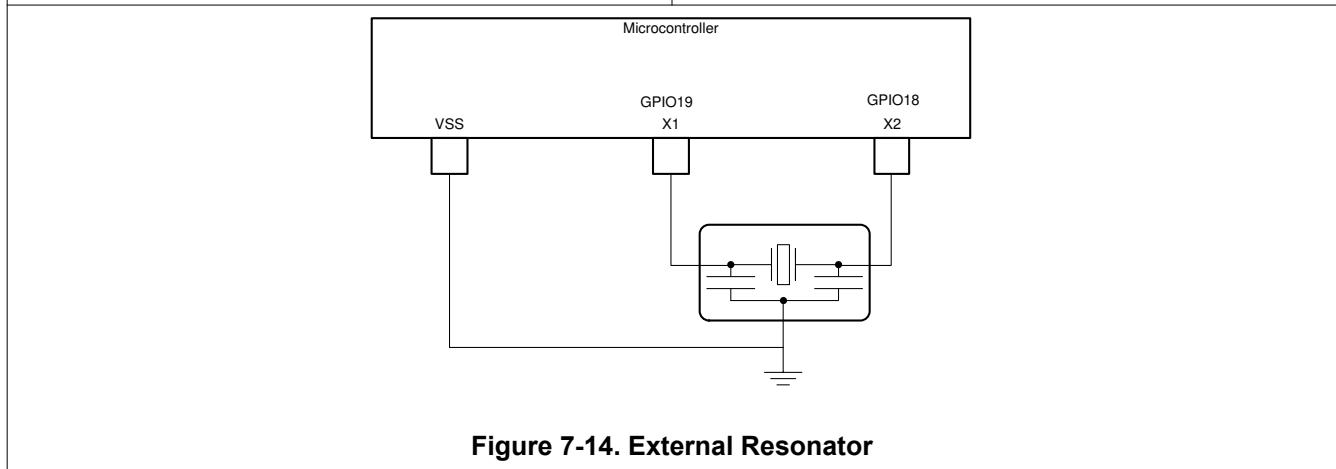 Microcontroller
GPIO19 GPIO18
VSS X1 X2
Figure 7-14. External Resonator